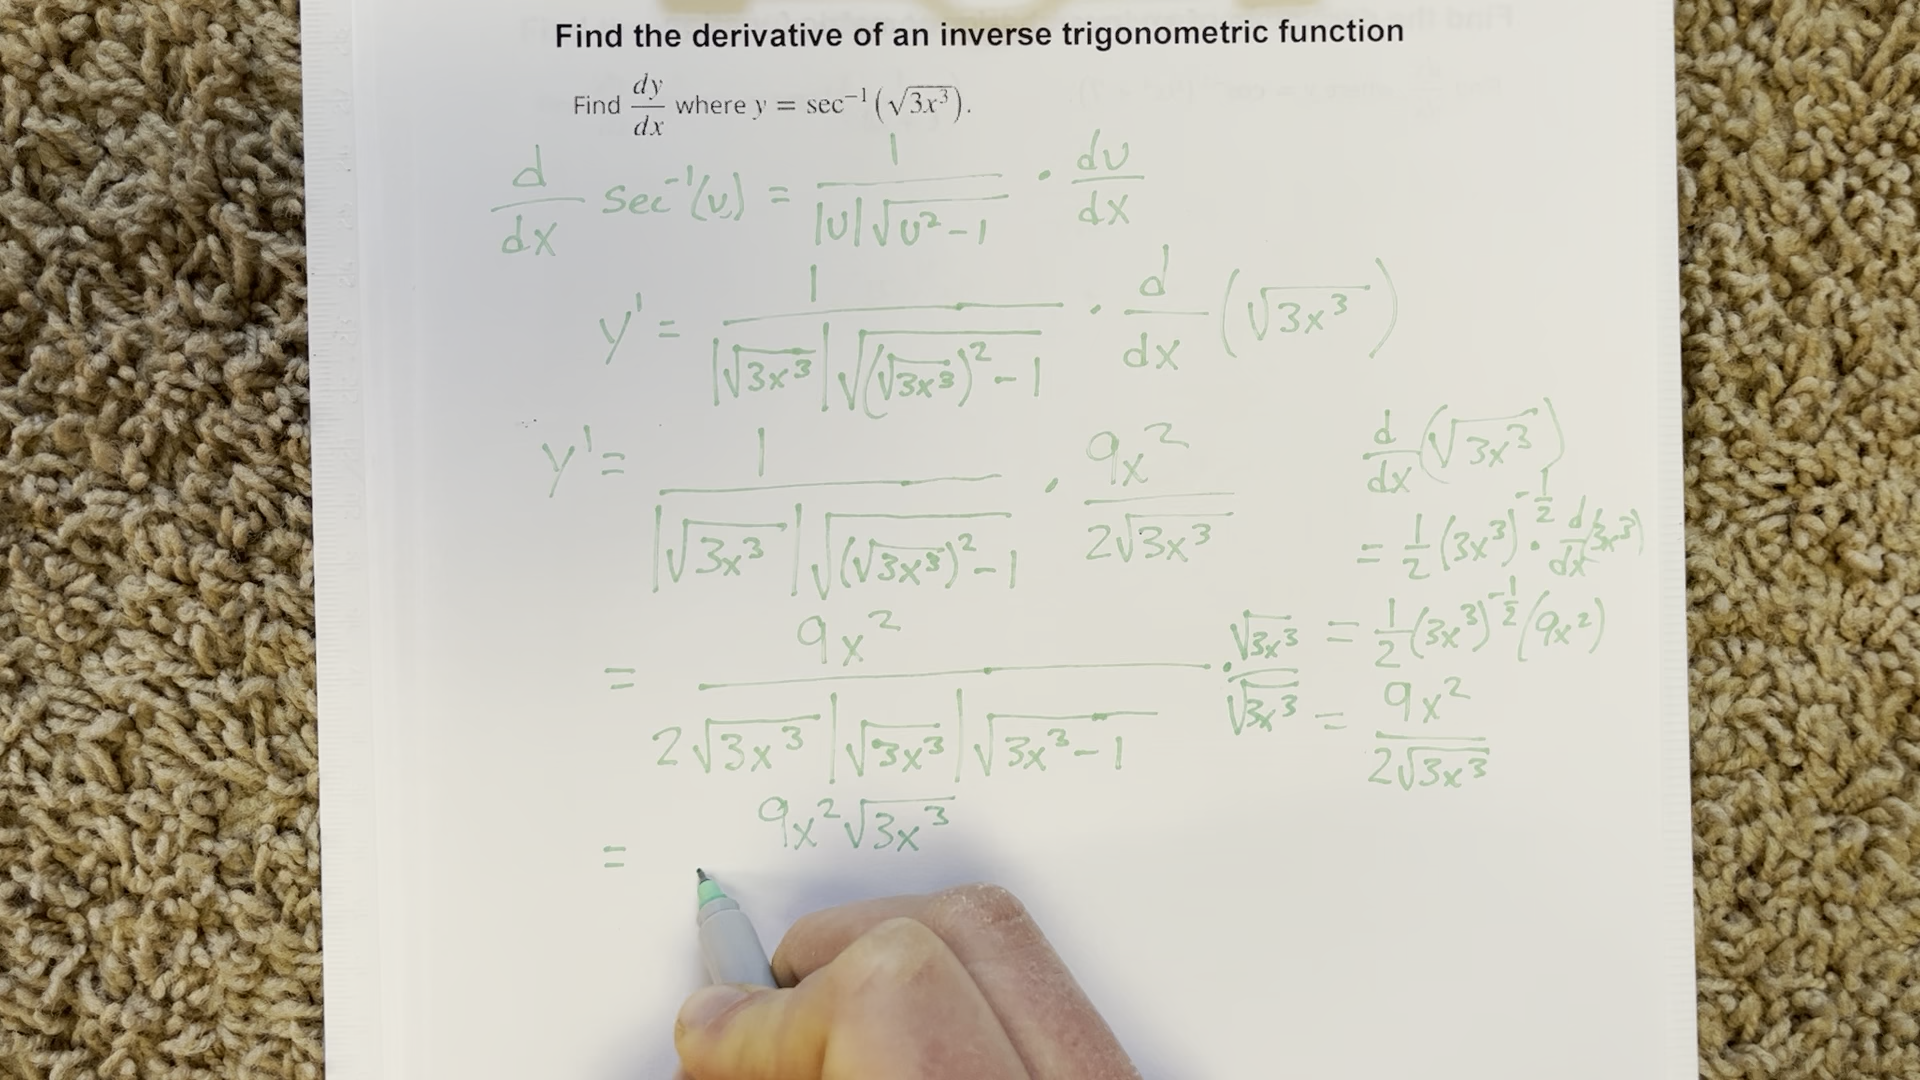 Find the derivative of an inverse trigonometric function
Find dy/dx where y = sec⁻¹(√(3x³)).
d/dx sec⁻¹(u) = 1/(|u|√(u²-1)) · du/dx
y' = 1/(|√(3x³)|√((√(3x³))²-1)) · d/dx (√(3x³))
y' = 1/(|√(3x³)|√((√(3x³))²-1)) · 9x²/(2√(3x³))
d/dx (√(3x³))
= 1/2 (3x³)^(-1/2) · d/dx (3x³)
= 1/2 (3x³)^(-1/2) (9x²)
= 9x²/(2√(3x³))
= 9x²/(2√(3x³)|√(3x³)|√(3x³-1)) · √(3x³)/√(3x³)
= 9x²√(3x³)